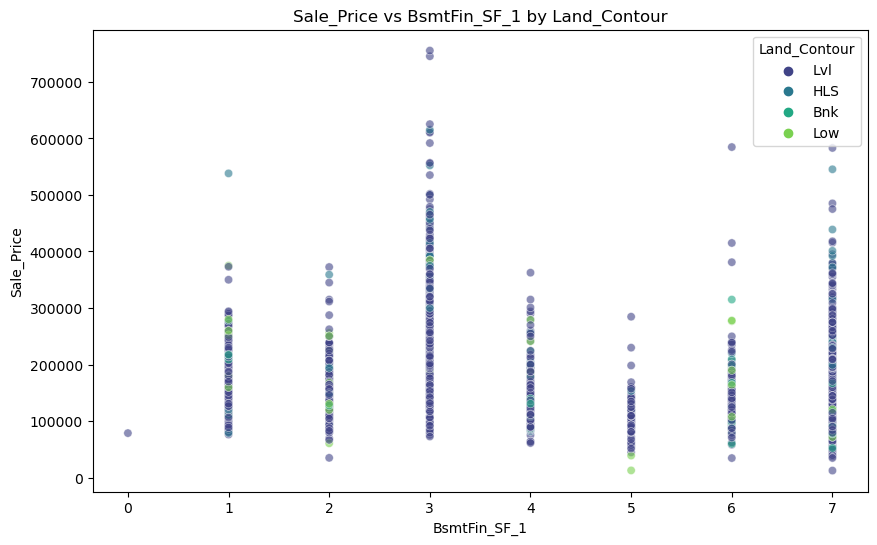 Sale_Price vs BsmtFin_SF_1 by Land_Contour
Land_Contour
Lvl
HLS
Bnk
Low
Sale_Price
700000
600000
500000
400000
300000
200000
100000
0
0 1 2 3 4 5 6 7
BsmtFin_SF_1